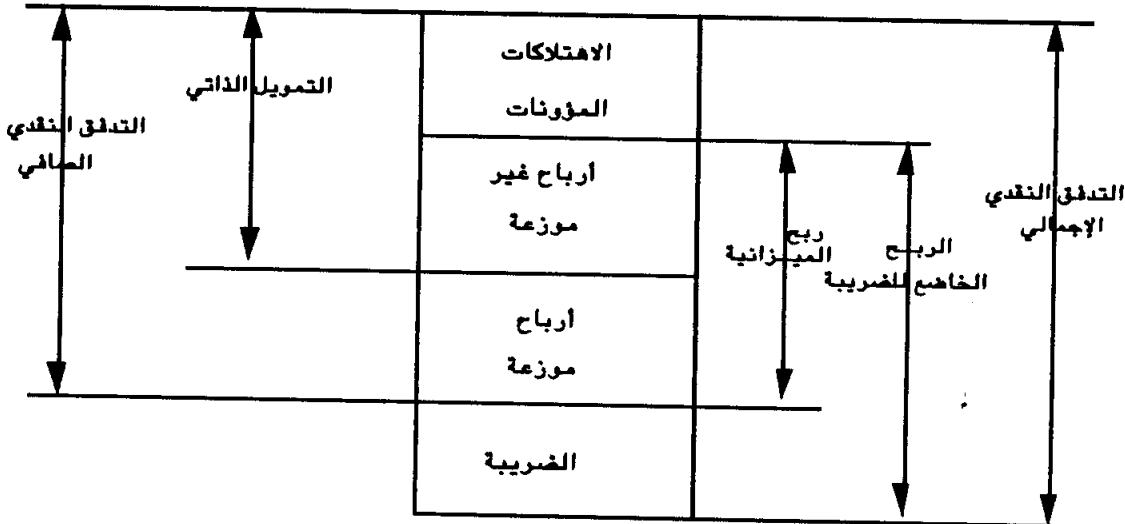 الاهتلاكات
المؤونات
أرباح غير
موزعة
أرباح
موزعة
الضريبة
التدفق النقدي
الإجمالي
الربح
الخاضع للضريبة
ربح
الميزانية
التمويل الذاتي
التدفق النقدي
الصافي